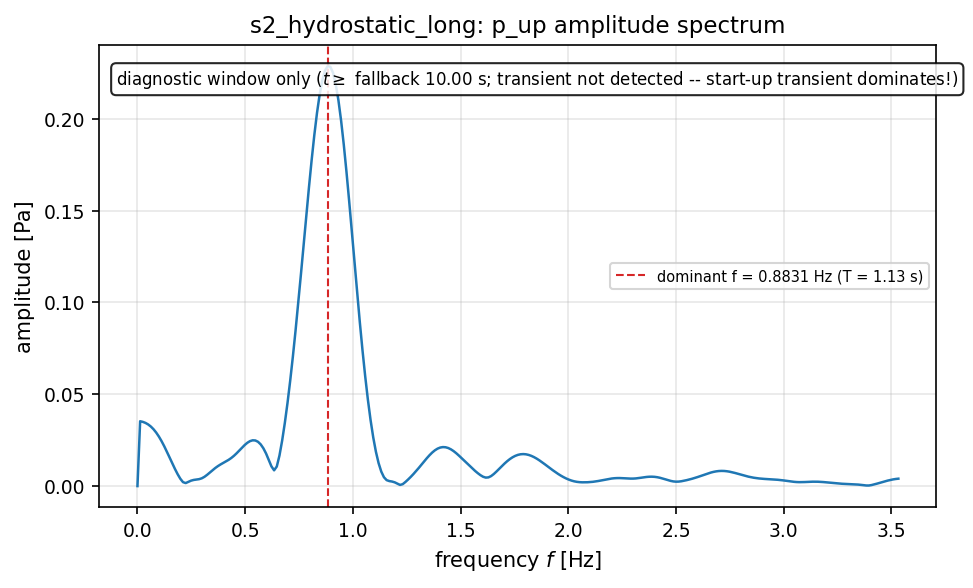 s2_hydrostatic_long: p_up amplitude spectrum
diagnostic window only (t ≥ fallback 10.00 s; transient not detected -- start-up transient dominates!)
amplitude [Pa]
0.20
0.15
0.10
0.05
0.00
dominant f = 0.8831 Hz (T = 1.13 s)
0.0 0.5 1.0 1.5 2.0 2.5 3.0 3.5
frequency f [Hz]